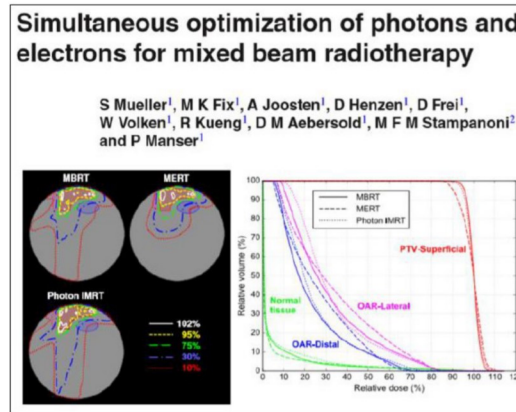 Simultaneous optimization of photons and
electrons for mixed beam radiotherapy
S Mueller¹, M K Fix¹, A Joosten¹, D Henzen¹, D Frei¹,
W Volken¹, R Kueng¹, D M Aebersold¹, M F M Stampanoni²
and P Manser¹
MBRT
MERT
Photon IMRT
102%
95%
75%
30%
10%
Relative volume (%)
100
90
80
70
60
50
40
30
20
10
0
MBRT
MERT
Photon IMRT
PTV-Superficial
Normal
tissue
OAR-Lateral
OAR-Distal
0 10 20 30 40 50 60 70 80 90 100 110 120
Relative dose (%)